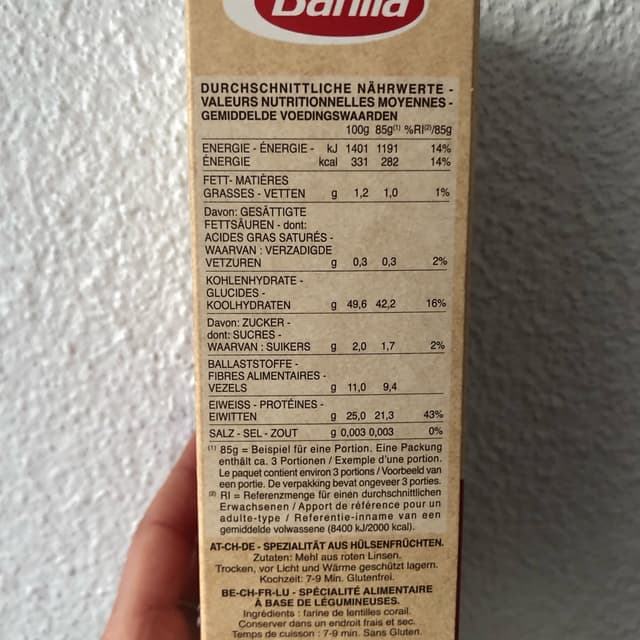 Barilla
DURCHSCHNITTLICHE NÄHRWERTE -
VALEURS NUTRITIONNELLES MOYENNES -
GEMIDDELDE VOEDINGSWAARDEN
100g 85g(1) %RI(2)/85g
ENERGIE - ÉNERGIE - kJ 1401 1191 14%
ÉNERGIE kcal 331 282 14%
FETT- MATIÈRES
GRASSES - VETTEN g 1,2 1,0 1%
Davon: GESÄTTIGTE
FETTSÄUREN - dont:
ACIDES GRAS SATURÉS -
WAARVAN : VERZADIGDE
VETZUREN g 0,3 0,3 2%
KOHLENHYDRATE -
GLUCIDES -
KOOLHYDRATEN g 49,6 42,2 16%
Davon: ZUCKER -
dont: SUCRES -
WAARVAN : SUIKERS g 2,0 1,7 2%
BALLASTSTOFFE -
FIBRES ALIMENTAIRES -
VEZELS g 11,0 9,4
EIWEISS - PROTÉINES -
EIWITTEN g 25,0 21,3 43%
SALZ - SEL - ZOUT g 0,003 0,003 0%
(1) 85g = Beispiel für eine Portion. Eine Packung
enthält ca. 3 Portionen / Exemple d'une portion.
Le paquet contient environ 3 portions / Voorbeeld van
een portie. De verpakking bevat ongeveer 3 porties.
(2) RI = Referenzmenge für einen durchschnittlichen
Erwachsenen / Apport de référence pour un
adulte-type / Referentie-inname van een
gemiddelde volwassene (8400 kJ/2000 kcal).
AT-CH-DE - SPEZIALITÄT AUS HÜLSENFRÜCHTEN.
Zutaten: Mehl aus roten Linsen.
Trocken, vor Licht und Wärme geschützt lagern.
Kochzeit: 7-9 Min. Glutenfrei.
BE-CH-FR-LU - SPÉCIALITÉ ALIMENTAIRE
À BASE DE LÉGUMINEUSES.
Ingrédients : farine de lentilles corail.
Conserver dans un endroit frais et sec.
Temps de cuisson : 7-9 min. Sans Gluten.